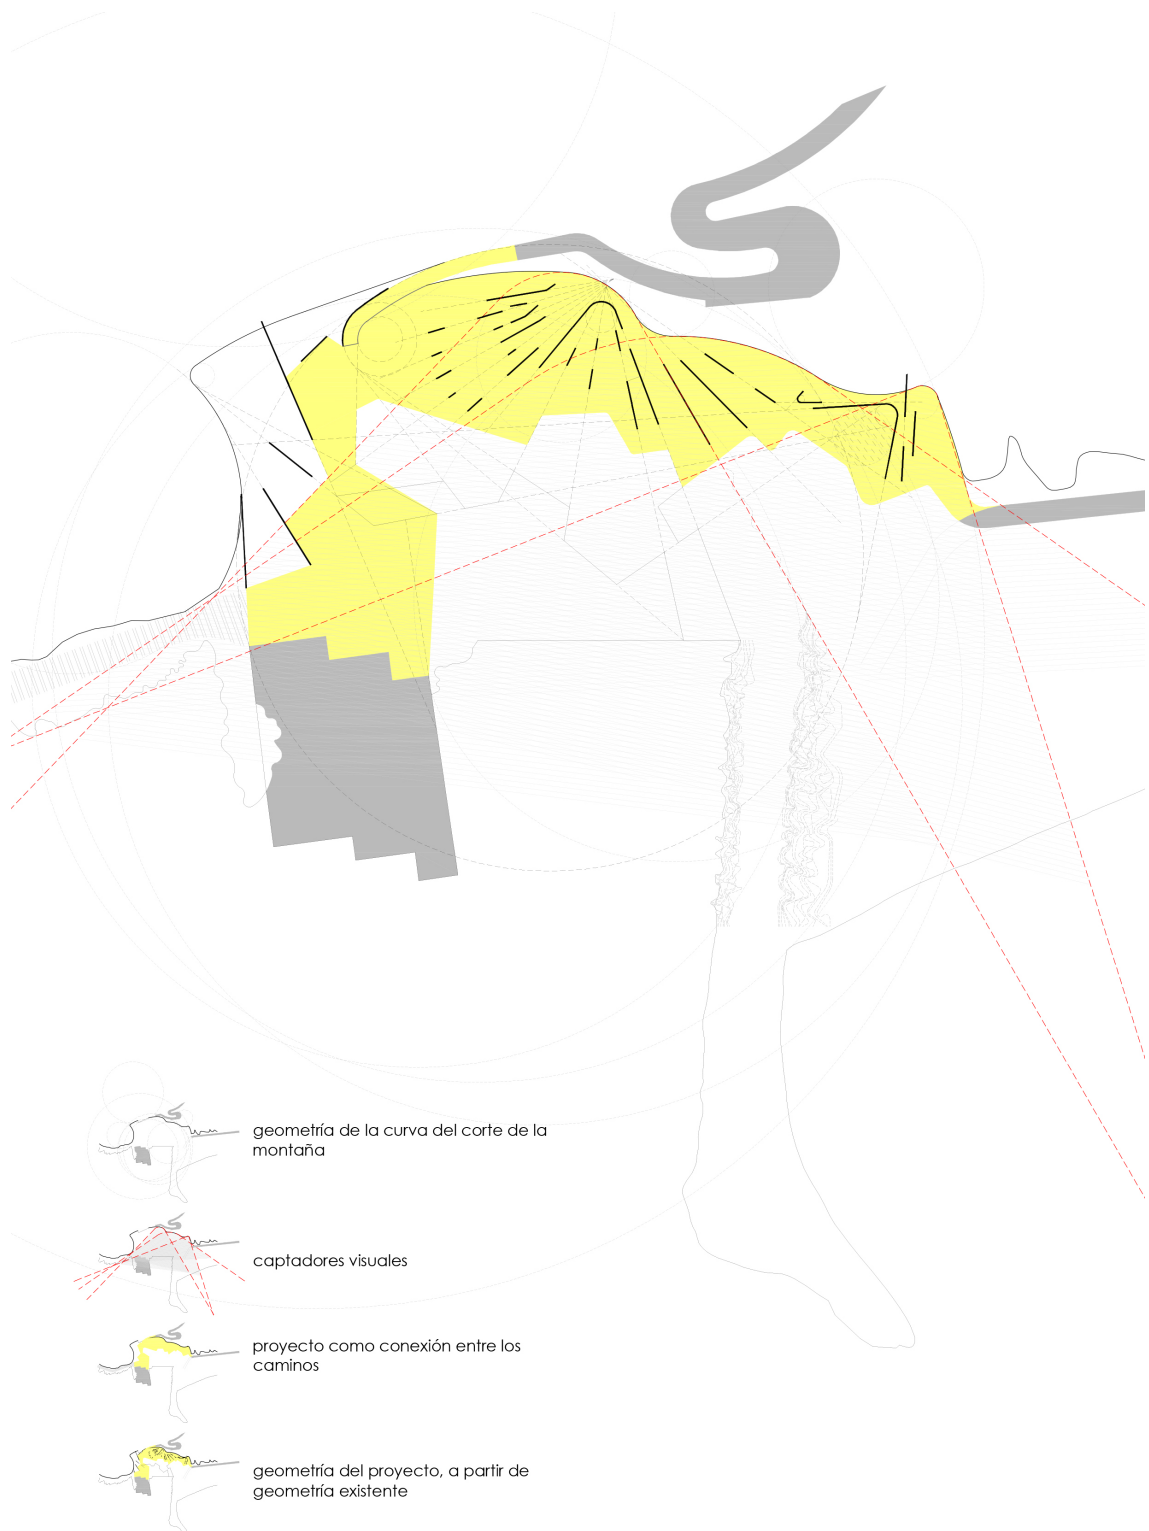 geometría de la curva del corte de la
montaña
captadores visuales
proyecto como conexión entre los
caminos
geometría del proyecto, a partir de
geometría existente